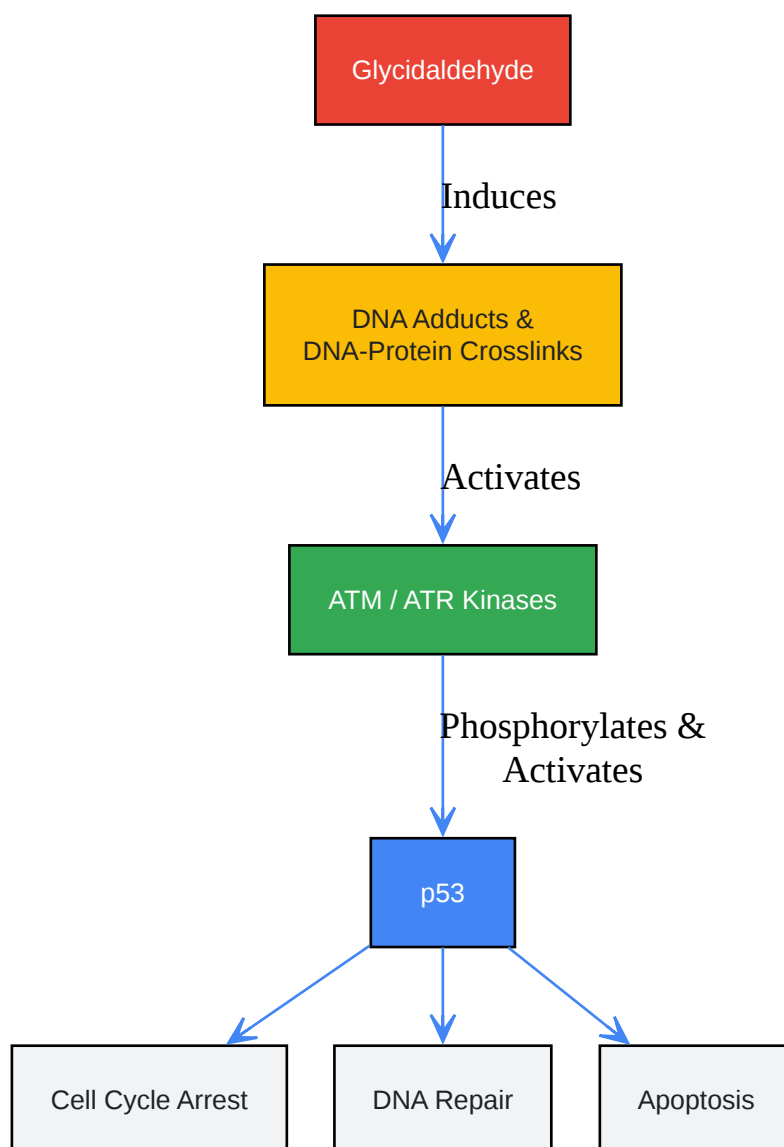 Glycidaldehyde
Induces
DNA Adducts &
DNA-Protein Crosslinks
Activates
ATM / ATR Kinases
Phosphorylates &
Activates
p53
Cell Cycle Arrest
DNA Repair
Apoptosis